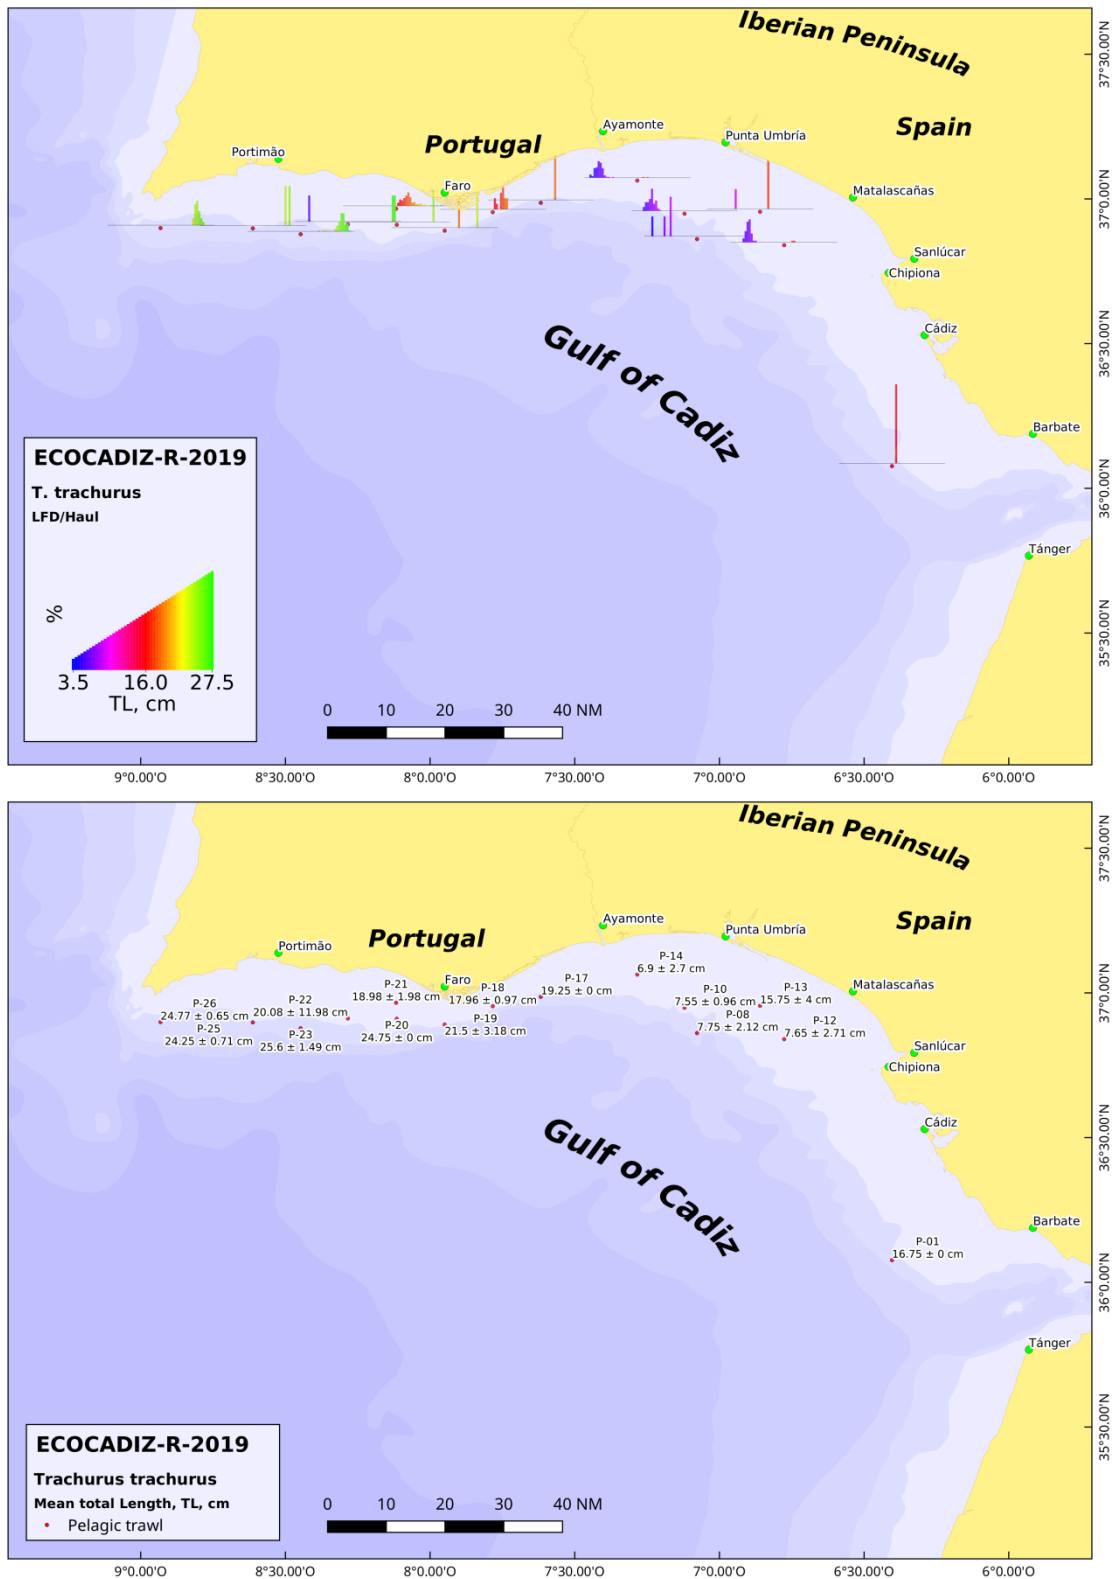 Iberian Peninsula
Spain
Portugal
Ayamonte
Punta Umbría
Portimão
Faro
Matalascañas
Sanlúcar
Chipiona
Cádiz
Gulf of Cadiz
Barbate
Tánger
ECOCADIZ-R-2019
T. trachurus
LFD/Haul
%
3.5 16.0 27.5
TL, cm
0 10 20 30 40 NM
37°30.00'N
37°0.00'N
36°30.00'N
36°0.00'N
35°30.00'N
9°0.00'O 8°30.00'O 8°0.00'O 7°30.00'O 7°0.00'O 6°30.00'O 6°0.00'O
Iberian Peninsula
Spain
Portugal
Ayamonte
Punta Umbría
Portimão
Faro
Matalascañas
Sanlúcar
Chipiona
Cádiz
Gulf of Cadiz
Barbate
Tánger
P-14
6.9 ± 2.7 cm
P-17
19.25 ± 0 cm
P-21
18.98 ± 1.98 cm
P-18
17.96 ± 0.97 cm
P-10
7.55 ± 0.96 cm
P-13
15.75 ± 4 cm
P-26
24.77 ± 0.65 cm
P-22
20.08 ± 11.98 cm
P-25
24.25 ± 0.71 cm
P-23
25.6 ± 1.49 cm
P-20
24.75 ± 0 cm
P-19
21.5 ± 3.18 cm
P-08
7.75 ± 2.12 cm
P-12
7.65 ± 2.71 cm
P-01
16.75 ± 0 cm
ECOCADIZ-R-2019
Trachurus trachurus
Mean total Length, TL, cm
Pelagic trawl
0 10 20 30 40 NM
37°30.00'N
37°0.00'N
36°30.00'N
36°0.00'N
35°30.00'N
9°0.00'O 8°30.00'O 8°0.00'O 7°30.00'O 7°0.00'O 6°30.00'O 6°0.00'O